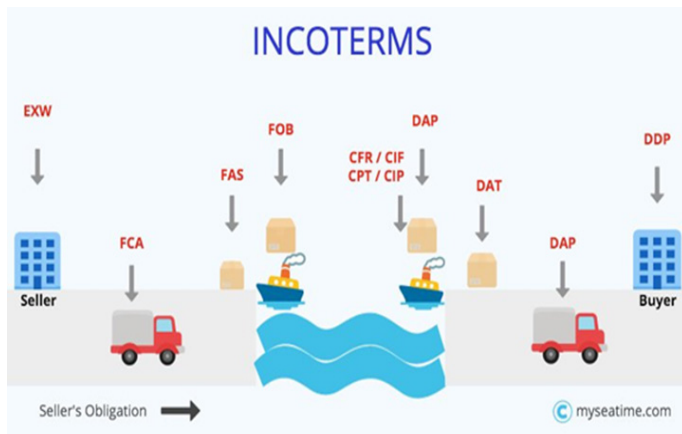 INCOTERMS
EXW
FOB
DAP
DDP
CFR / CIF
CPT / CIP
FAS
DAT
FCA
DAP
Seller
Buyer
Seller's Obligation
C myseatime.com